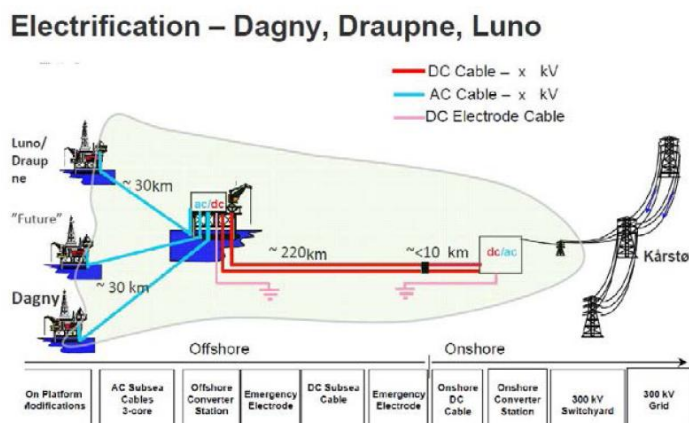 Electrification – Dagny, Draupne, Luno
DC Cable – x kV
AC Cable – x kV
DC Electrode Cable
Luno/
Draup
ne
~ 30km
ac/dc
"Future"
~ 220km
~<10 km
dc/ac
Kårstø
~ 30 km
Dagny
Offshore
Onshore
On Platform
Modifications
AC Subsea
Cables
3-core
Offshore
Converter
Station
Emergency
Electrode
DC Subsea
Cable
Emergency
Electrode
Onshore
DC
Cable
Onshore
Converter
Station
300 kV
Switchyard
300 kV
Grid